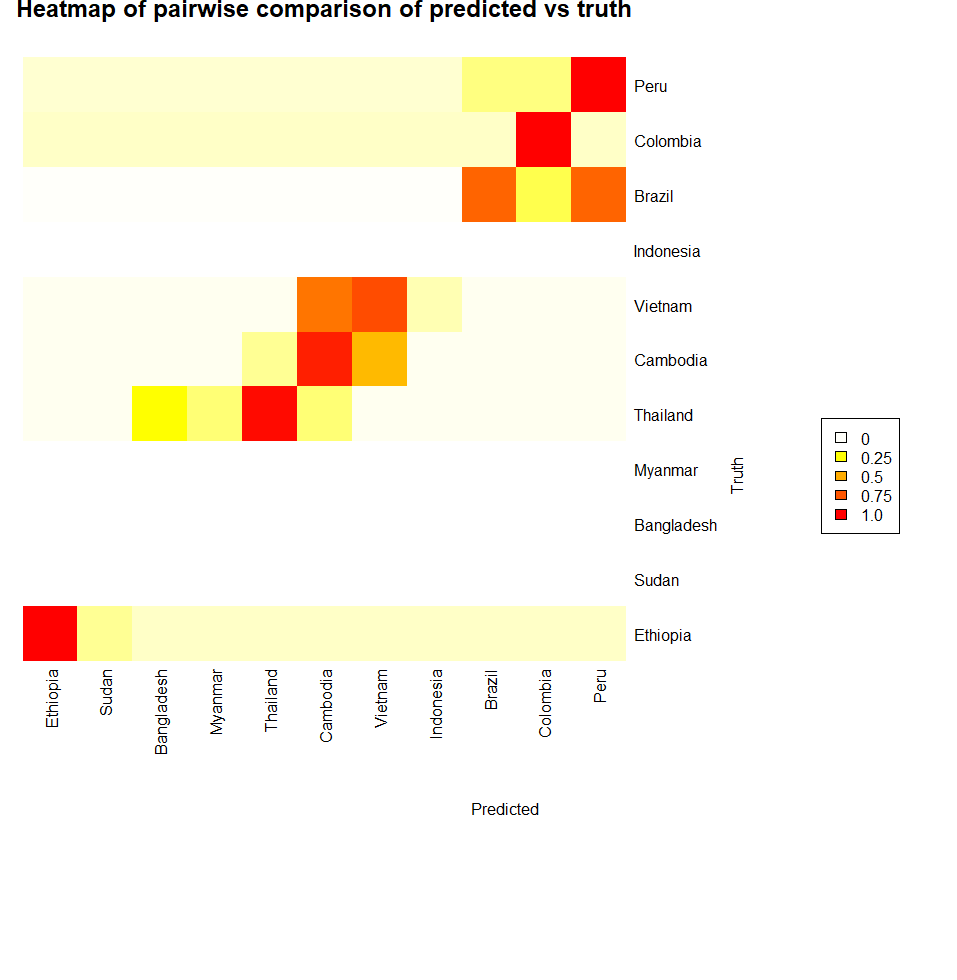 Heatmap of pairwise comparison of predicted vs truth
Peru
Colombia
Brazil
Indonesia
Vietnam
Cambodia
Thailand
Myanmar
Bangladesh
Sudan
Ethiopia
Truth
0
0.25
0.5
0.75
1.0
Ethiopia
Sudan
Bangladesh
Myanmar
Thailand
Cambodia
Vietnam
Indonesia
Brazil
Colombia
Peru
Predicted